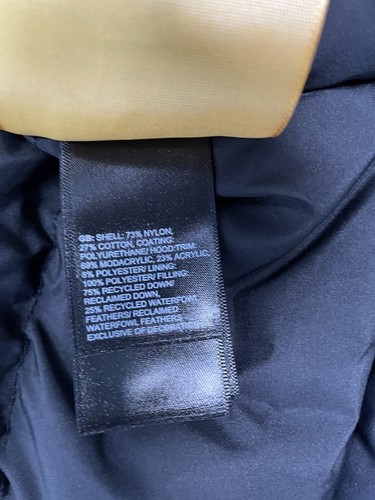 GB: SHELL: 73% NYLON,
27% COTTON, COATING:
POLYURETHANE/ HOOD:TRIM:
69% MODACRYLIC, 23% ACRYLIC,
8% POLYESTER/ LINING:
100% POLYESTER/ FILLING:
75% RECYCLED DOWN/
RECLAIMED DOWN,
25% RECYCLED WATERFOWL
FEATHERS/ RECLAIMED
WATERFOWL FEATHERS
EXCLUSIVE OF DECORATION